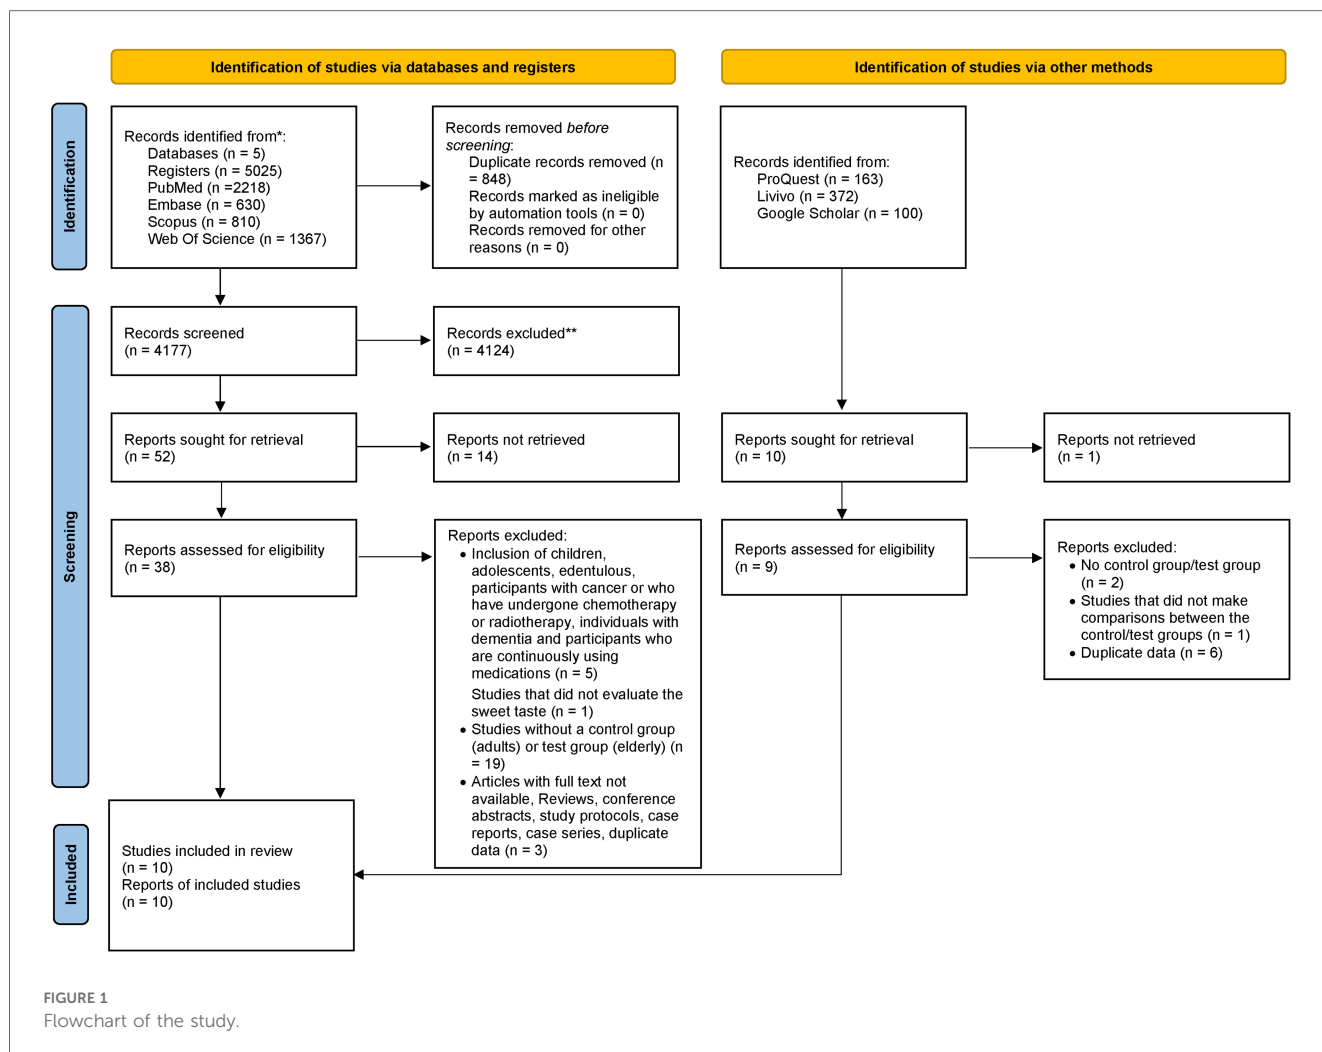 Identification of studies via databases and registers
Identification of studies via other methods
Identification
Records identified from*:
Databases (n = 5)
Registers (n = 5025)
PubMed (n =2218)
Embase (n = 630)
Scopus (n = 810)
Web Of Science (n = 1367)
Records removed before
screening:
Duplicate records removed (n
= 848)
Records marked as ineligible
by automation tools (n = 0)
Records removed for other
reasons (n = 0)
Records identified from:
ProQuest (n = 163)
Livivo (n = 372)
Google Scholar (n = 100)
Screening
Records screened
(n = 4177)
Records excluded**
(n = 4124)
Reports sought for retrieval
(n = 52)
Reports not retrieved
(n = 14)
Reports sought for retrieval
(n = 10)
Reports not retrieved
(n = 1)
Reports assessed for eligibility
(n = 38)
Reports excluded:
• Inclusion of children,
adolescents, edentulous,
participants with cancer or who
have undergone chemotherapy
or radiotherapy, individuals with
dementia and participants who
are continuously using
medications (n = 5)
Studies that did not evaluate the
sweet taste (n = 1)
• Studies without a control group
(adults) or test group (elderly) (n
= 19)
• Articles with full text not
available, Reviews, conference
abstracts, study protocols, case
reports, case series, duplicate
data (n = 3)
Reports assessed for eligibility
(n = 9)
Reports excluded:
• No control group/test group
(n = 2)
• Studies that did not make
comparisons between the
control/test groups (n = 1)
• Duplicate data (n = 6)
Included
Studies included in review
(n = 10)
Reports of included studies
(n = 10)
FIGURE 1
Flowchart of the study.